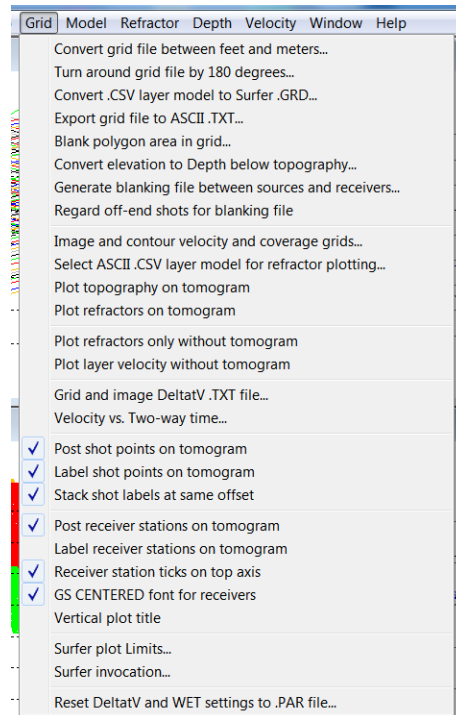 Grid Model Refractor Depth Velocity Window Help
Convert grid file between feet and meters...
Turn around grid file by 180 degrees...
Convert .CSV layer model to Surfer .GRD...
Export grid file to ASCII .TXT...
Blank polygon area in grid...
Convert elevation to Depth below topography...
Generate blanking file between sources and receivers...
Regard off-end shots for blanking file
Image and contour velocity and coverage grids...
Select ASCII .CSV layer model for refractor plotting...
Plot topography on tomogram
Plot refractors on tomogram
Plot refractors only without tomogram
Plot layer velocity without tomogram
Grid and image DeltatV .TXT file...
Velocity vs. Two-way time...
Post shot points on tomogram
Label shot points on tomogram
Stack shot labels at same offset
Post receiver stations on tomogram
Label receiver stations on tomogram
Receiver station ticks on top axis
GS CENTERED font for receivers
Vertical plot title
Surfer plot Limits...
Surfer invocation...
Reset DeltatV and WET settings to .PAR file...